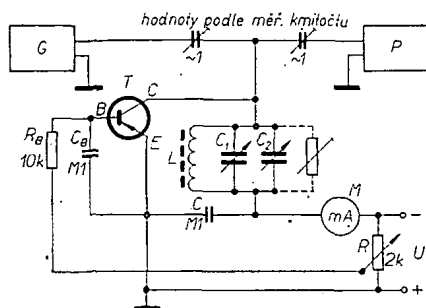 hodnoty podle měř. kmitočtu
G
~1
~1
P
T
C
B
E
R_B
10k
C_B
M1
L
C_1
C_2
C
M1
M
mA
R
2k
U
−
+